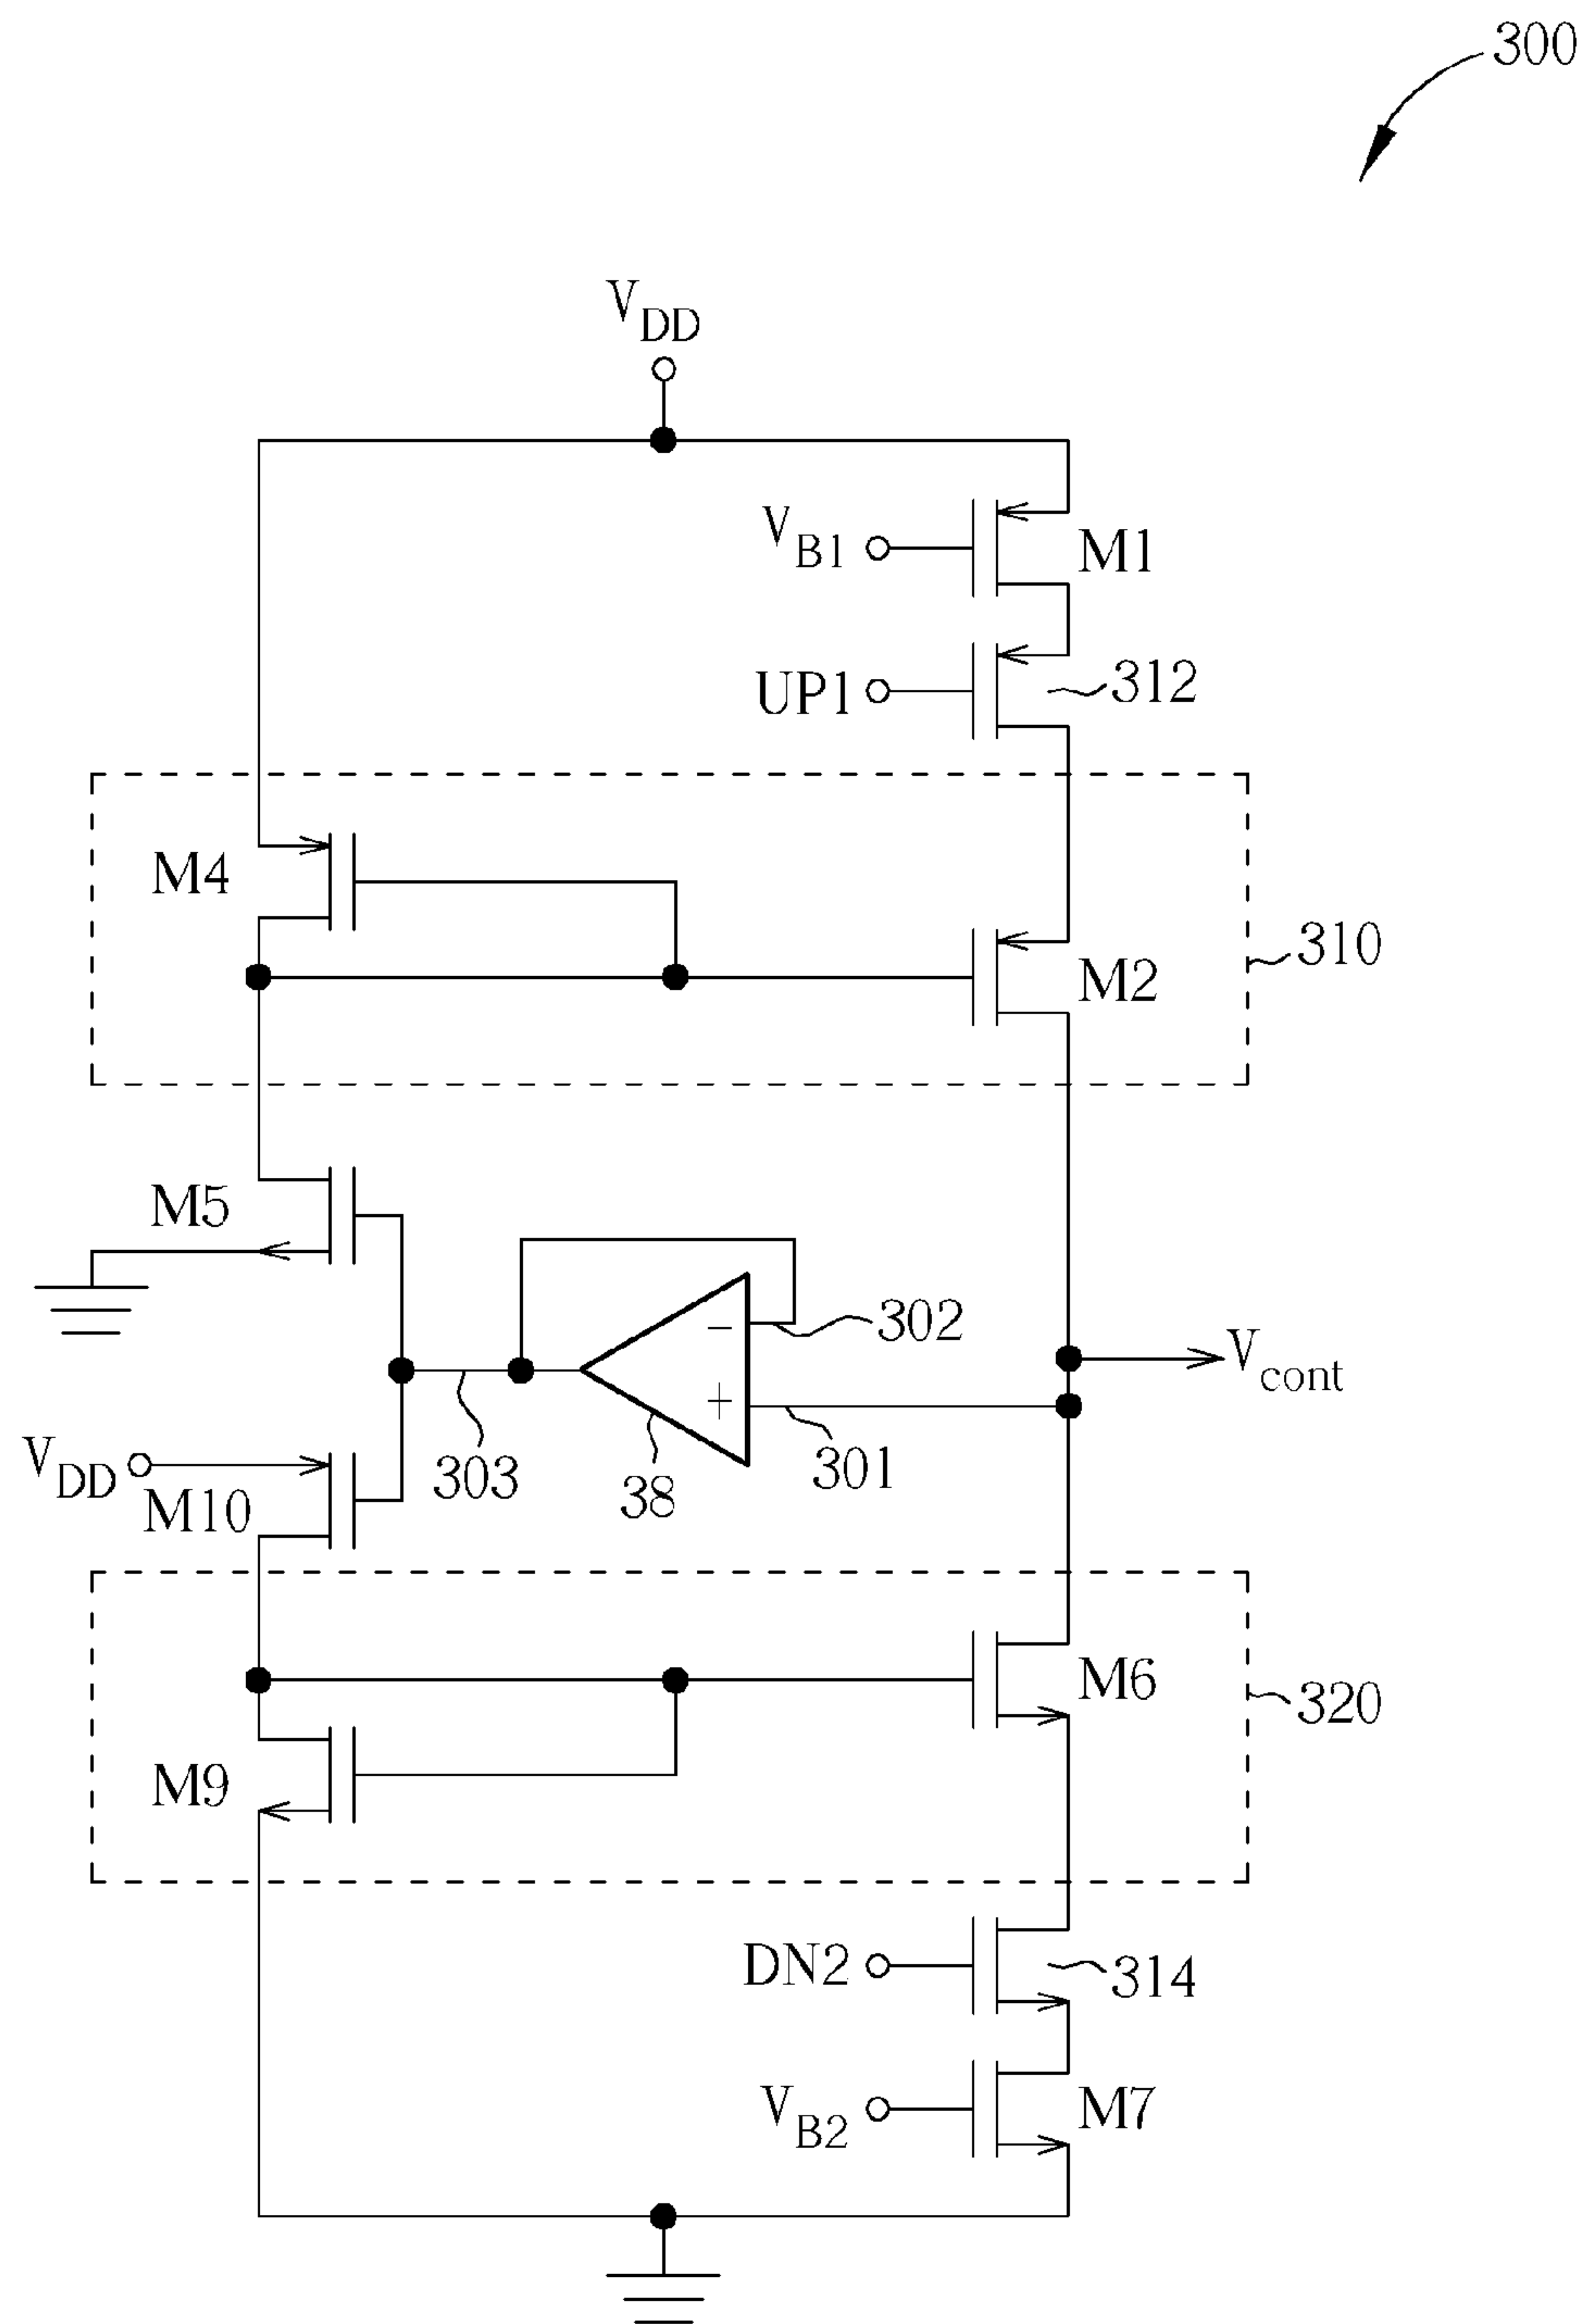 300
VDD
VB1
M1
UP1
312
M4
310
M2
M5
302
Vcont
VDD
M10
303
38
301
M6
320
M9
DN2
314
VB2
M7
−
+